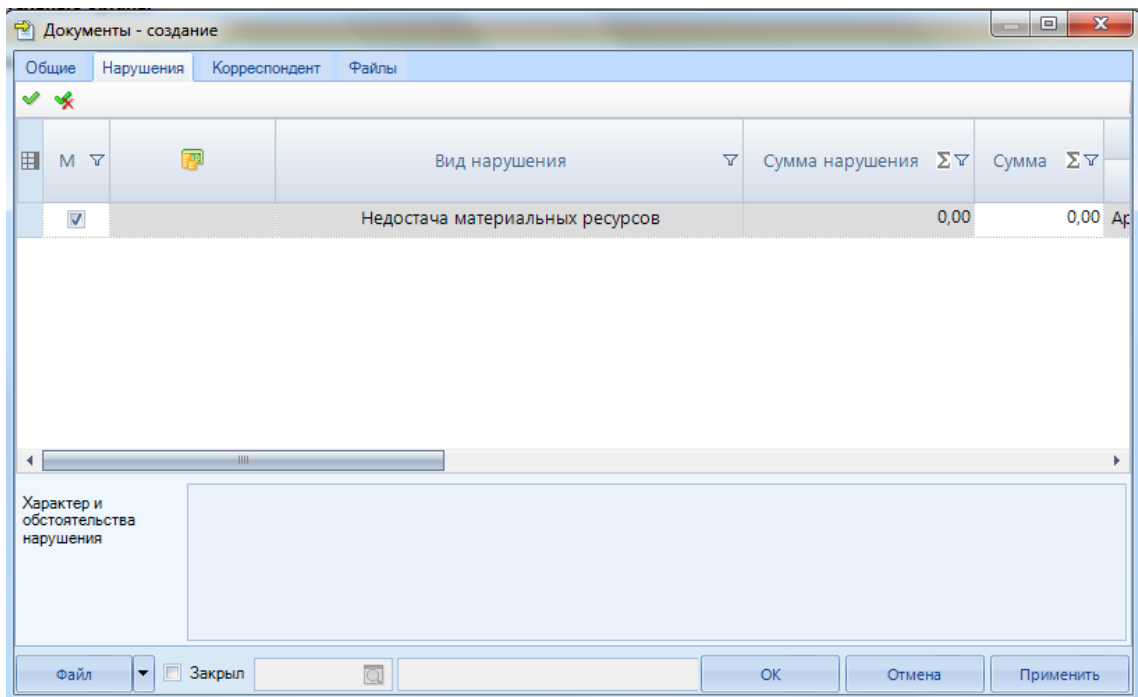 Документы - создание
Общие Нарушения Корреспондент Файлы
М Вид нарушения Сумма нарушения Σ Сумма Σ
Недостача материальных ресурсов 0,00 0,00
Характер и
обстоятельства
нарушения
Файл Закрыл ОК Отмена Применить